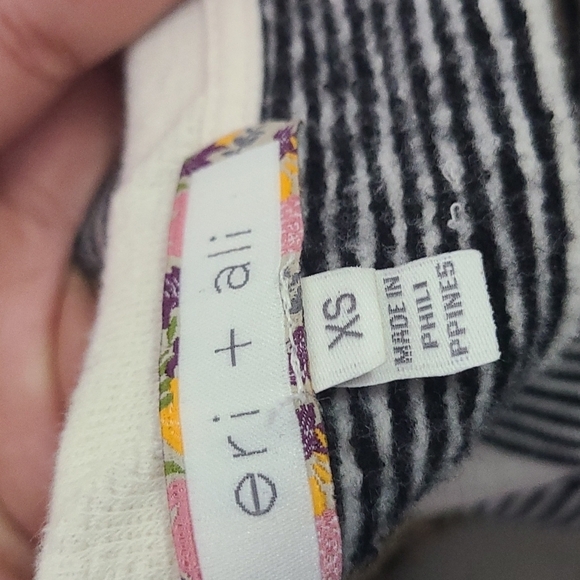 eri + ali
XS
MADE IN
PHILI
PPINES